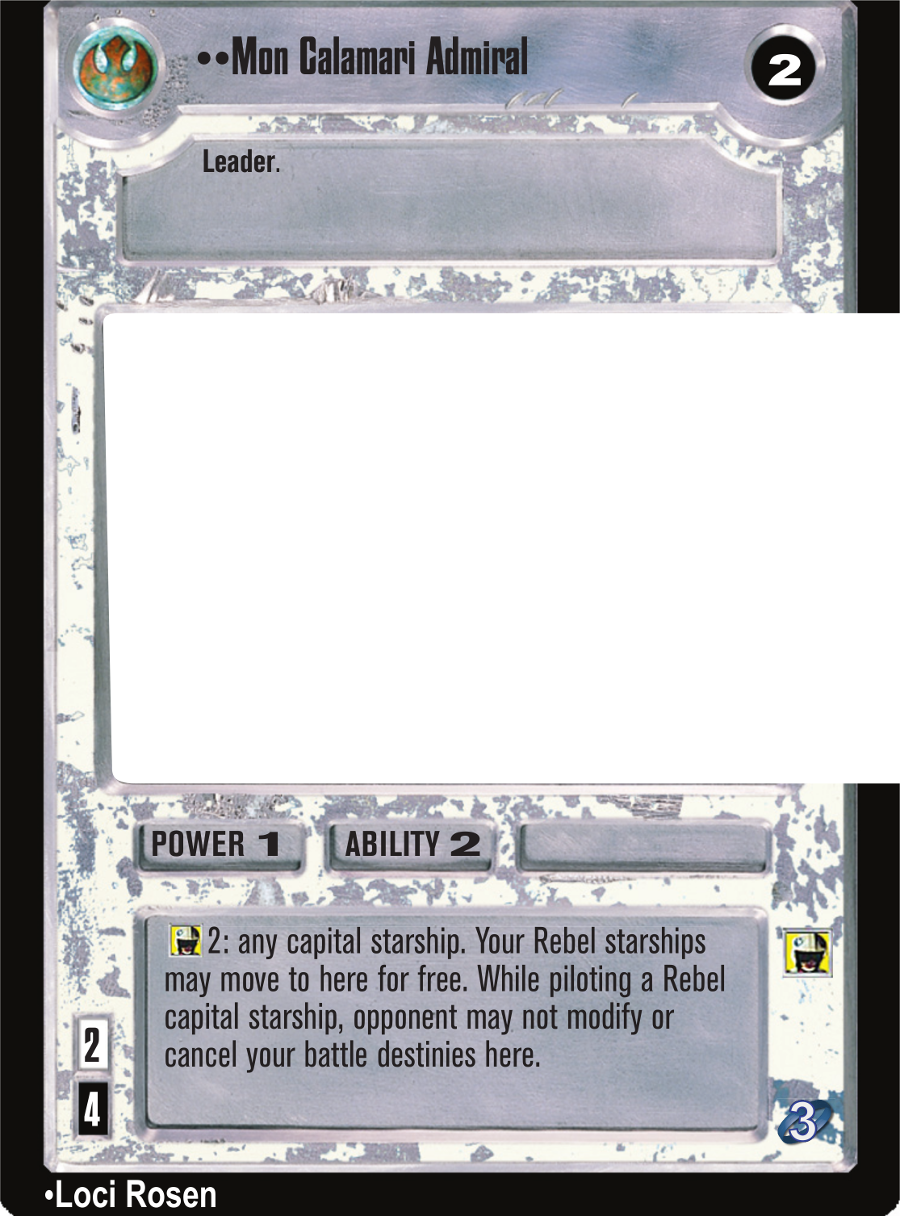 ••Mon Calamari Admiral
2
Leader.
POWER 1
ABILITY 2
2: any capital starship. Your Rebel starships
may move to here for free. While piloting a Rebel
capital starship, opponent may not modify or
cancel your battle destinies here.
2
4
3
•Loci Rosen